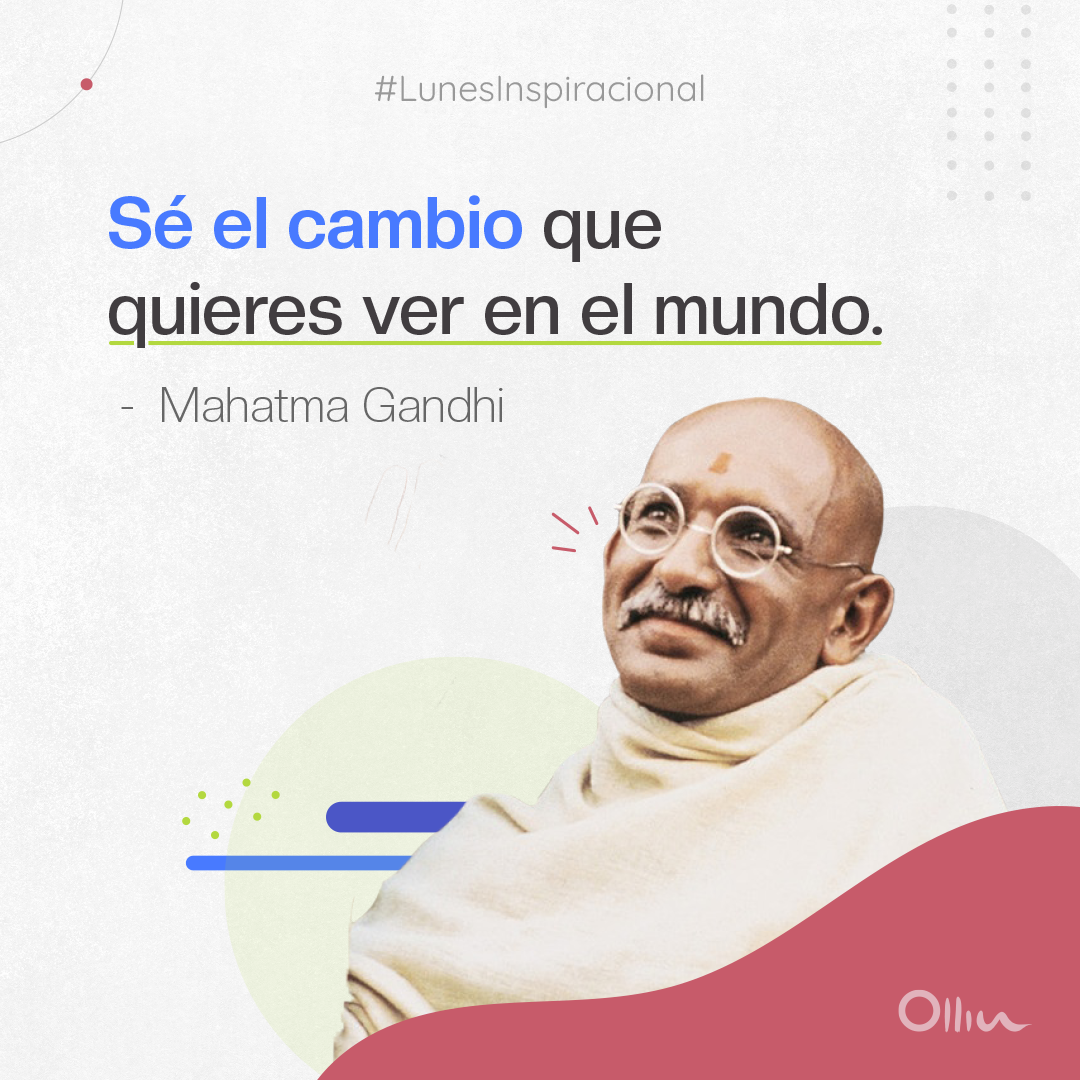 #LunesInspiracional
Sé el cambio que
quieres ver en el mundo.
- Mahatma Gandhi
Ollin